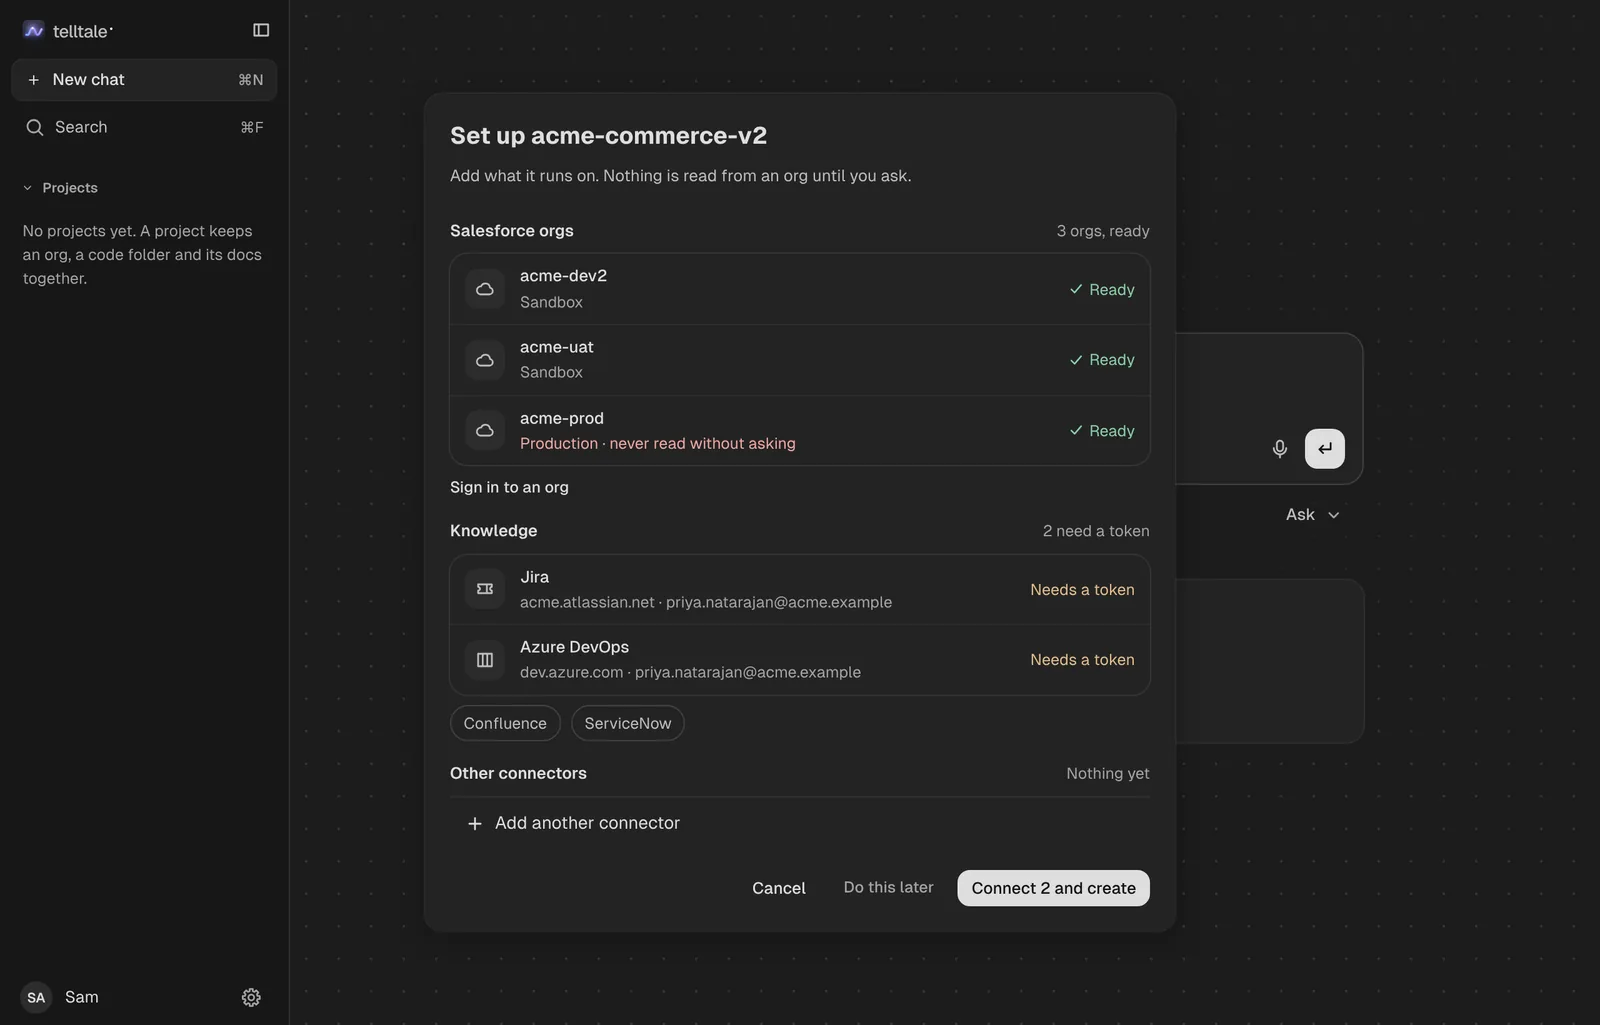 telltale
New chat ⌘N
Search ⌘F
Projects
No projects yet. A project keeps
an org, a code folder and its docs
together.
Set up acme-commerce-v2
Add what it runs on. Nothing is read from an org until you ask.
Salesforce orgs 3 orgs, ready
acme-dev2
Sandbox
Ready
acme-uat
Sandbox
Ready
acme-prod
Production · never read without asking
Ready
Sign in to an org
Knowledge 2 need a token
Jira
acme.atlassian.net · priya.natarajan@acme.example
Needs a token
Azure DevOps
dev.azure.com · priya.natarajan@acme.example
Needs a token
Confluence ServiceNow
Other connectors Nothing yet
Add another connector
Cancel Do this later Connect 2 and create
Ask
SA Sam